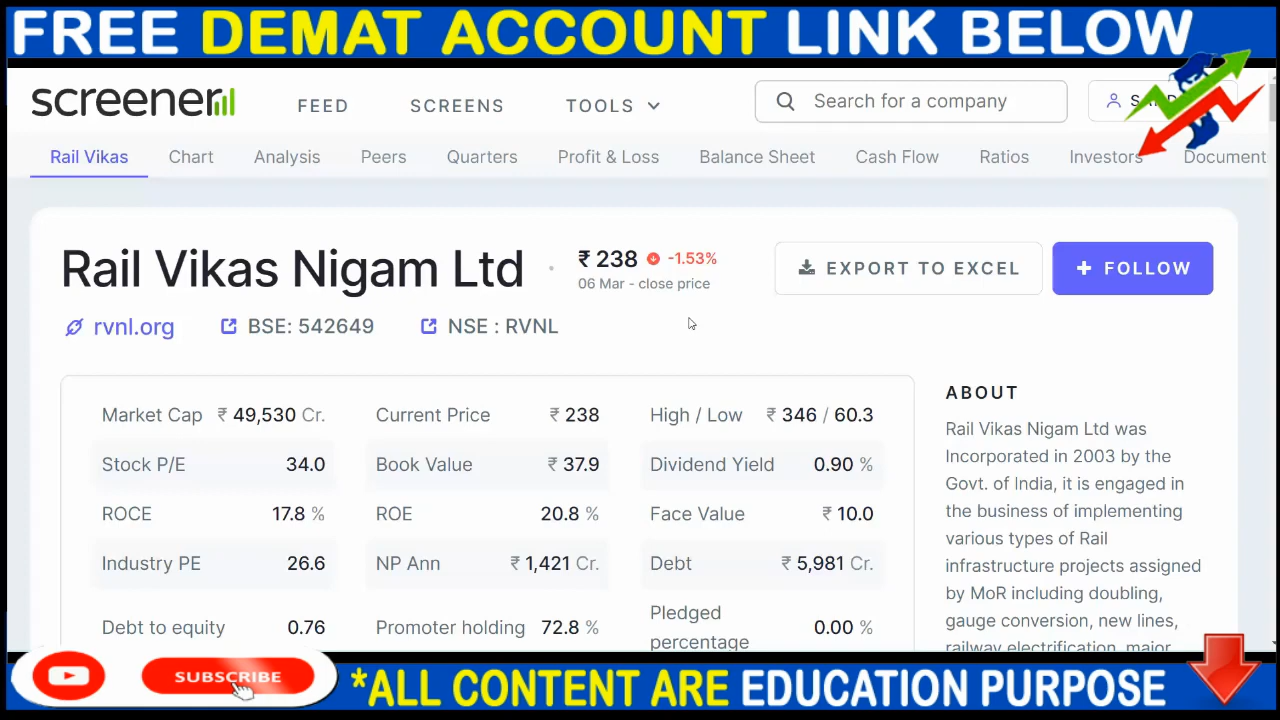 FREE DEMAT ACCOUNT LINK BELOW
screener
FEED SCREENS TOOLS
Search for a company
Rail Vikas Chart Analysis Peers Quarters Profit & Loss Balance Sheet Cash Flow Ratios Investors Document
Rail Vikas Nigam Ltd
₹ 238 -1.53%
06 Mar - close price
EXPORT TO EXCEL
+ FOLLOW
rvnl.org BSE: 542649 NSE : RVNL
Market Cap ₹ 49,530 Cr. Current Price ₹ 238 High / Low ₹ 346 / 60.3
Stock P/E 34.0 Book Value ₹ 37.9 Dividend Yield 0.90 %
ROCE 17.8 % ROE 20.8 % Face Value ₹ 10.0
Industry PE 26.6 NP Ann ₹ 1,421 Cr. Debt ₹ 5,981 Cr.
Debt to equity 0.76 Promoter holding 72.8 % Pledged percentage 0.00 %
ABOUT
Rail Vikas Nigam Ltd was
Incorporated in 2003 by the
Govt. of India, it is engaged in
the business of implementing
various types of Rail
infrastructure projects assigned
by MoR including doubling,
gauge conversion, new lines,
railway electrification, major
SUBSCRIBE
*ALL CONTENT ARE EDUCATION PURPOSE